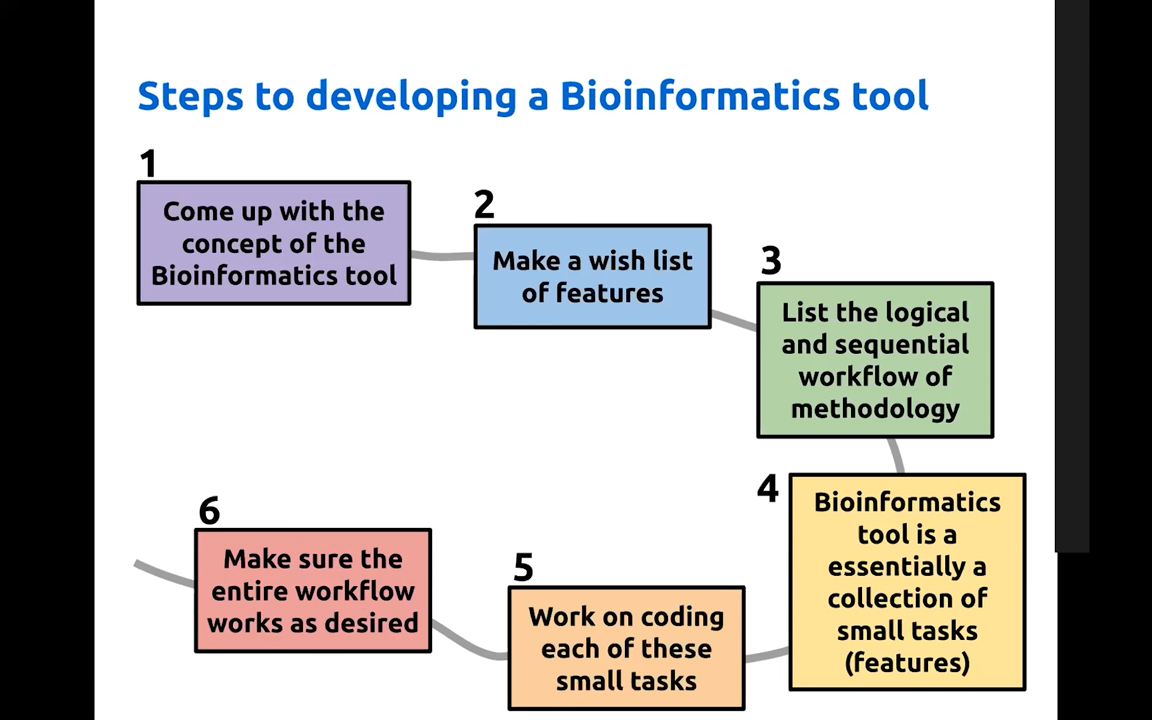 Steps to developing a Bioinformatics tool
1
Come up with the
concept of the
Bioinformatics tool
2
Make a wish list
of features
3
List the logical
and sequential
workflow of
methodology
4
Bioinformatics
tool is a
essentially a
collection of
small tasks
(features)
5
Work on coding
each of these
small tasks
6
Make sure the
entire workflow
works as desired